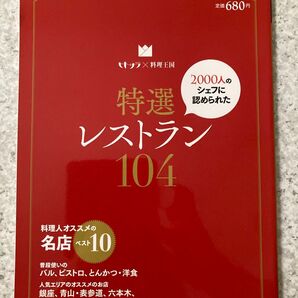 定価680円
ヒトサラ×料理王国
2000人の
シェフに
認められた
特選
レストラン
104
料理人オススメの
名店ベスト10
普段使いの
バル、ビストロ、とんかつ・洋食
人気エリアのオススメのお店
銀座、青山・表参道、六本木、